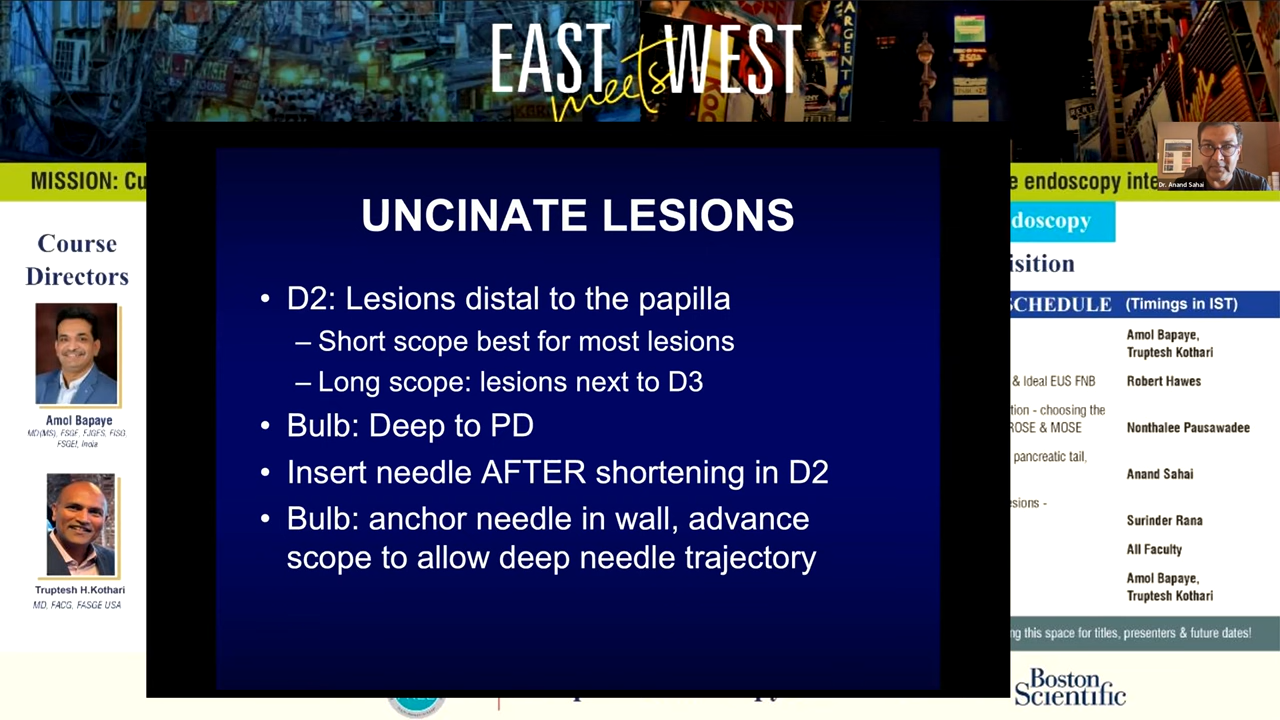 EAST meets WEST
MISSION: Cu
e endoscopy inte
Dr. Anand Sahai
Course
Directors
Amol Bapaye
Truptesh H.Kothari
MD, FACG, FASGE USA
UNCINATE LESIONS
• D2: Lesions distal to the papilla
– Short scope best for most lesions
– Long scope: lesions next to D3
• Bulb: Deep to PD
• Insert needle AFTER shortening in D2
• Bulb: anchor needle in wall, advance
scope to allow deep needle trajectory
doscopy
isition
SCHEDULE (Timings in IST)
Amol Bapaye,
Truptesh Kothari
& Ideal EUS FNB Robert Hawes
tion - choosing the
ROSE & MOSE Nonthalee Pausawadee
pancreatic tail,
Anand Sahai
sions -
Surinder Rana
All Faculty
Amol Bapaye,
Truptesh Kothari
ng this space for titles, presenters & future dates!
Boston
Scientific